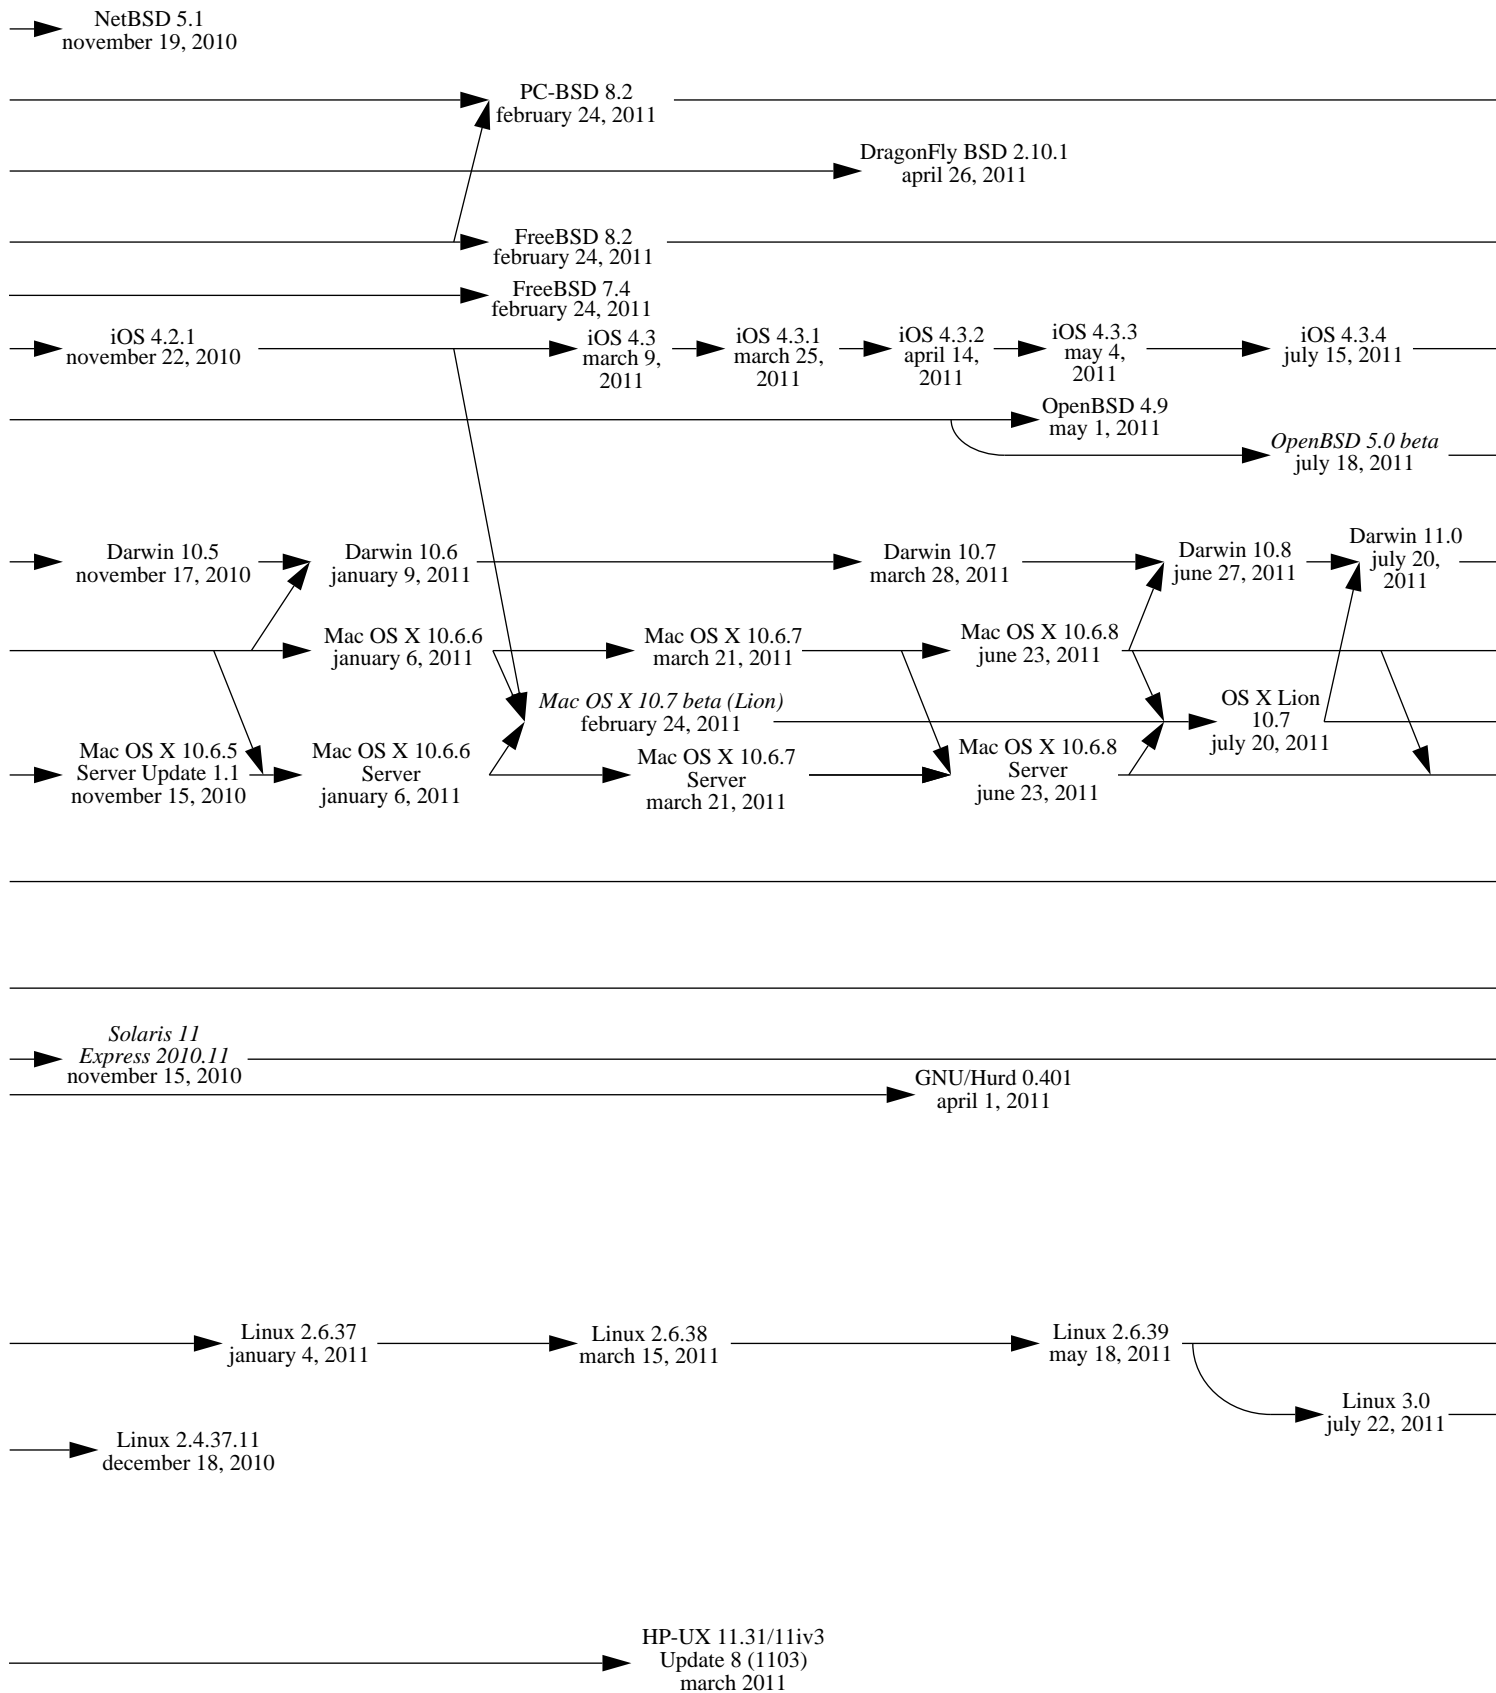 NetBSD 5.1
november 19, 2010
PC-BSD 8.2
february 24, 2011
DragonFly BSD 2.10.1
april 26, 2011
FreeBSD 8.2
february 24, 2011
FreeBSD 7.4
february 24, 2011
iOS 4.2.1
november 22, 2010
iOS 4.3
march 9,
2011
iOS 4.3.1
march 25,
2011
iOS 4.3.2
april 14,
2011
iOS 4.3.3
may 4,
2011
iOS 4.3.4
july 15, 2011
OpenBSD 4.9
may 1, 2011
OpenBSD 5.0 beta
july 18, 2011
Darwin 10.5
november 17, 2010
Darwin 10.6
january 9, 2011
Darwin 10.7
march 28, 2011
Darwin 10.8
june 27, 2011
Darwin 11.0
july 20,
2011
Mac OS X 10.6.6
january 6, 2011
Mac OS X 10.6.7
march 21, 2011
Mac OS X 10.6.8
june 23, 2011
Mac OS X 10.7 beta (Lion)
february 24, 2011
OS X Lion
10.7
july 20, 2011
Mac OS X 10.6.5
Server Update 1.1
november 15, 2010
Mac OS X 10.6.6
Server
january 6, 2011
Mac OS X 10.6.7
Server
march 21, 2011
Mac OS X 10.6.8
Server
june 23, 2011
Solaris 11
Express 2010.11
november 15, 2010
GNU/Hurd 0.401
april 1, 2011
Linux 2.6.37
january 4, 2011
Linux 2.6.38
march 15, 2011
Linux 2.6.39
may 18, 2011
Linux 3.0
july 22, 2011
Linux 2.4.37.11
december 18, 2010
HP-UX 11.31/11iv3
Update 8 (1103)
march 2011